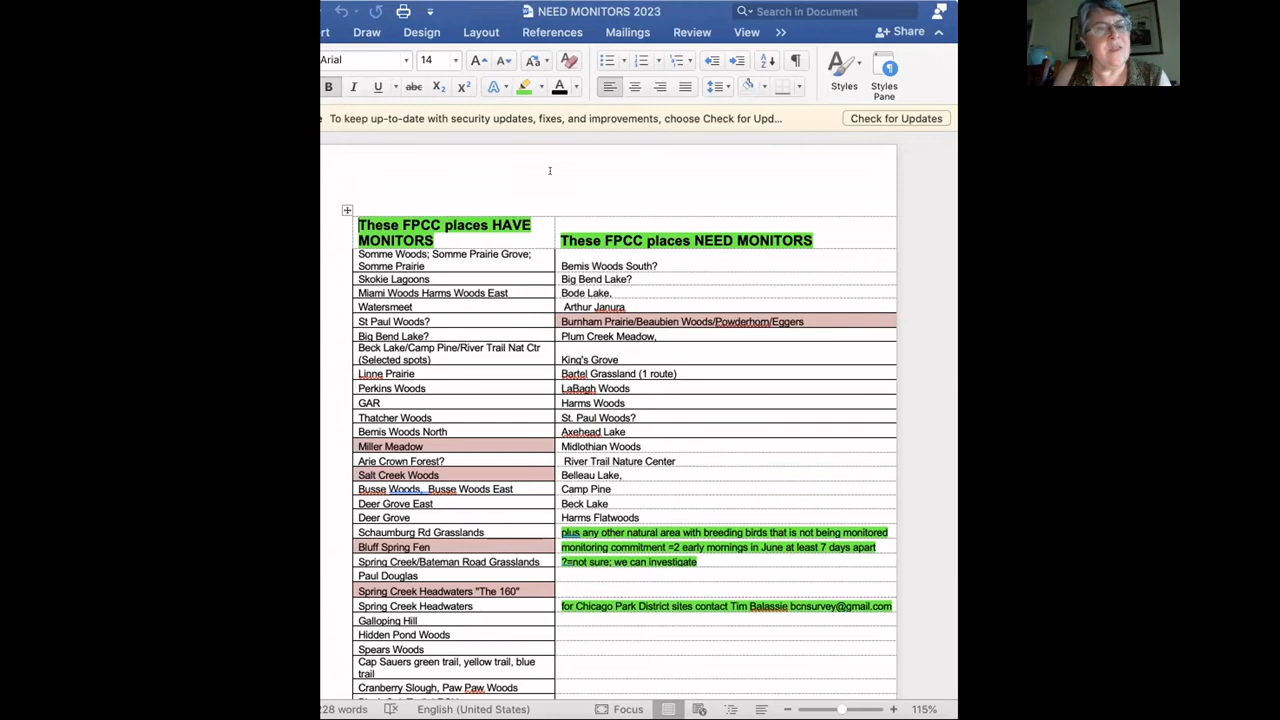 NEED MONITORS 2023
Search in Document
Draw Design Layout References Mailings Review View
Share
Arial 14
Styles Styles Pane
To keep up-to-date with security updates, fixes, and improvements, choose Check for Upd...
Check for Updates
These FPCC places HAVE
MONITORS
These FPCC places NEED MONITORS
Somme Woods; Somme Prairie Grove;
Somme Prairie
Bemis Woods South?
Skokie Lagoons
Big Bend Lake?
Miami Woods Harms Woods East
Bode Lake,
Watersmeet
Arthur Janura
St Paul Woods?
Burnham Prairie/Beaubien Woods/Powderhorn/Eggers
Big Bend Lake?
Plum Creek Meadow,
Beck Lake/Camp Pine/River Trail Nat Ctr
(Selected spots)
King's Grove
Linne Prairie
Bartel Grassland (1 route)
Perkins Woods
LaBagh Woods
GAR
Harms Woods
Thatcher Woods
St. Paul Woods?
Bemis Woods North
Axehead Lake
Miller Meadow
Midlothian Woods
Arie Crown Forest?
River Trail Nature Center
Salt Creek Woods
Belleau Lake,
Busse Woods, Busse Woods East
Camp Pine
Deer Grove East
Beck Lake
Deer Grove
Harms Flatwoods
Schaumburg Rd Grasslands
plus any other natural area with breeding birds that is not being monitored
Bluff Spring Fen
monitoring commitment =2 early mornings in June at least 7 days apart
Spring Creek/Bateman Road Grasslands
?=not sure; we can investigate
Paul Douglas
Spring Creek Headwaters "The 160"
Spring Creek Headwaters
for Chicago Park District sites contact Tim Balassie bcnsurvey@gmail.com
Galloping Hill
Hidden Pond Woods
Spears Woods
Cap Sauers green trail, yellow trail, blue
trail
Cranberry Slough, Paw Paw Woods
228 words English (United States) Focus 115%